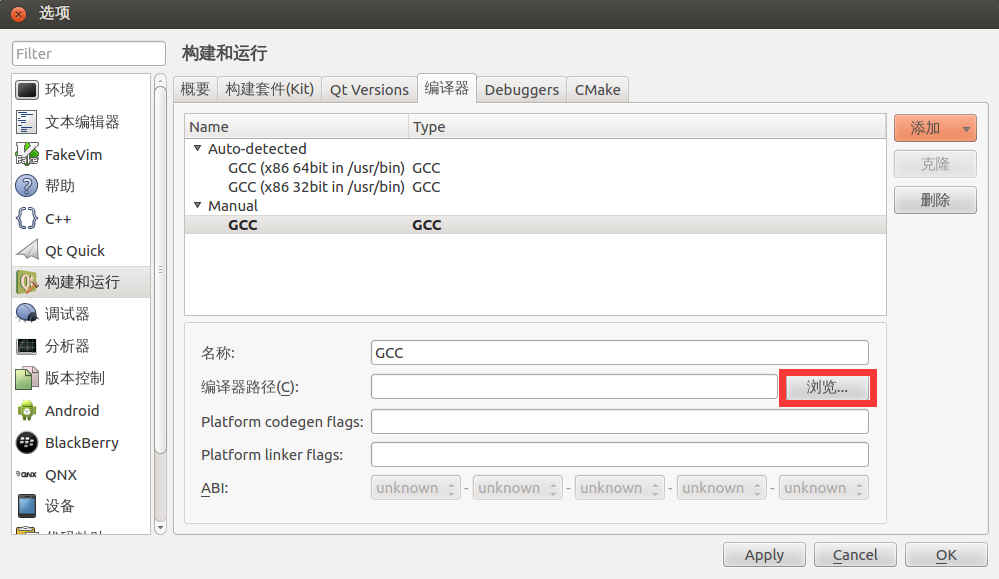 选项
Filter
环境
文本编辑器
FakeVim
帮助
C++
Qt Quick
构建和运行
调试器
分析器
版本控制
Android
BlackBerry
QNX
设备
构建和运行
概要 构建套件(Kit) Qt Versions 编译器 Debuggers CMake
Name Type
Auto-detected
GCC (x86 64bit in /usr/bin) GCC
GCC (x86 32bit in /usr/bin) GCC
Manual
GCC GCC
添加
克隆
删除
名称: GCC
编译器路径(C): 浏览...
Platform codegen flags:
Platform linker flags:
ABI: unknown - unknown - unknown - unknown - unknown
Apply Cancel OK